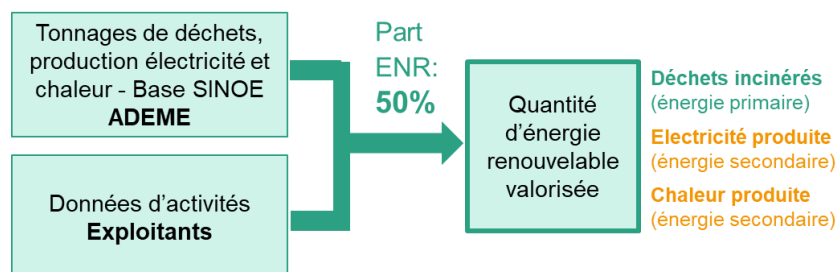 Tonnages de déchets,
production électricité et
chaleur - Base SINOE
ADEME
Données d'activités
Exploitants
Part
ENR:
50%
Quantité
d'énergie
renouvelable
valorisée
Déchets incinérés
(énergie primaire)
Electricité produite
(énergie secondaire)
Chaleur produite
(énergie secondaire)